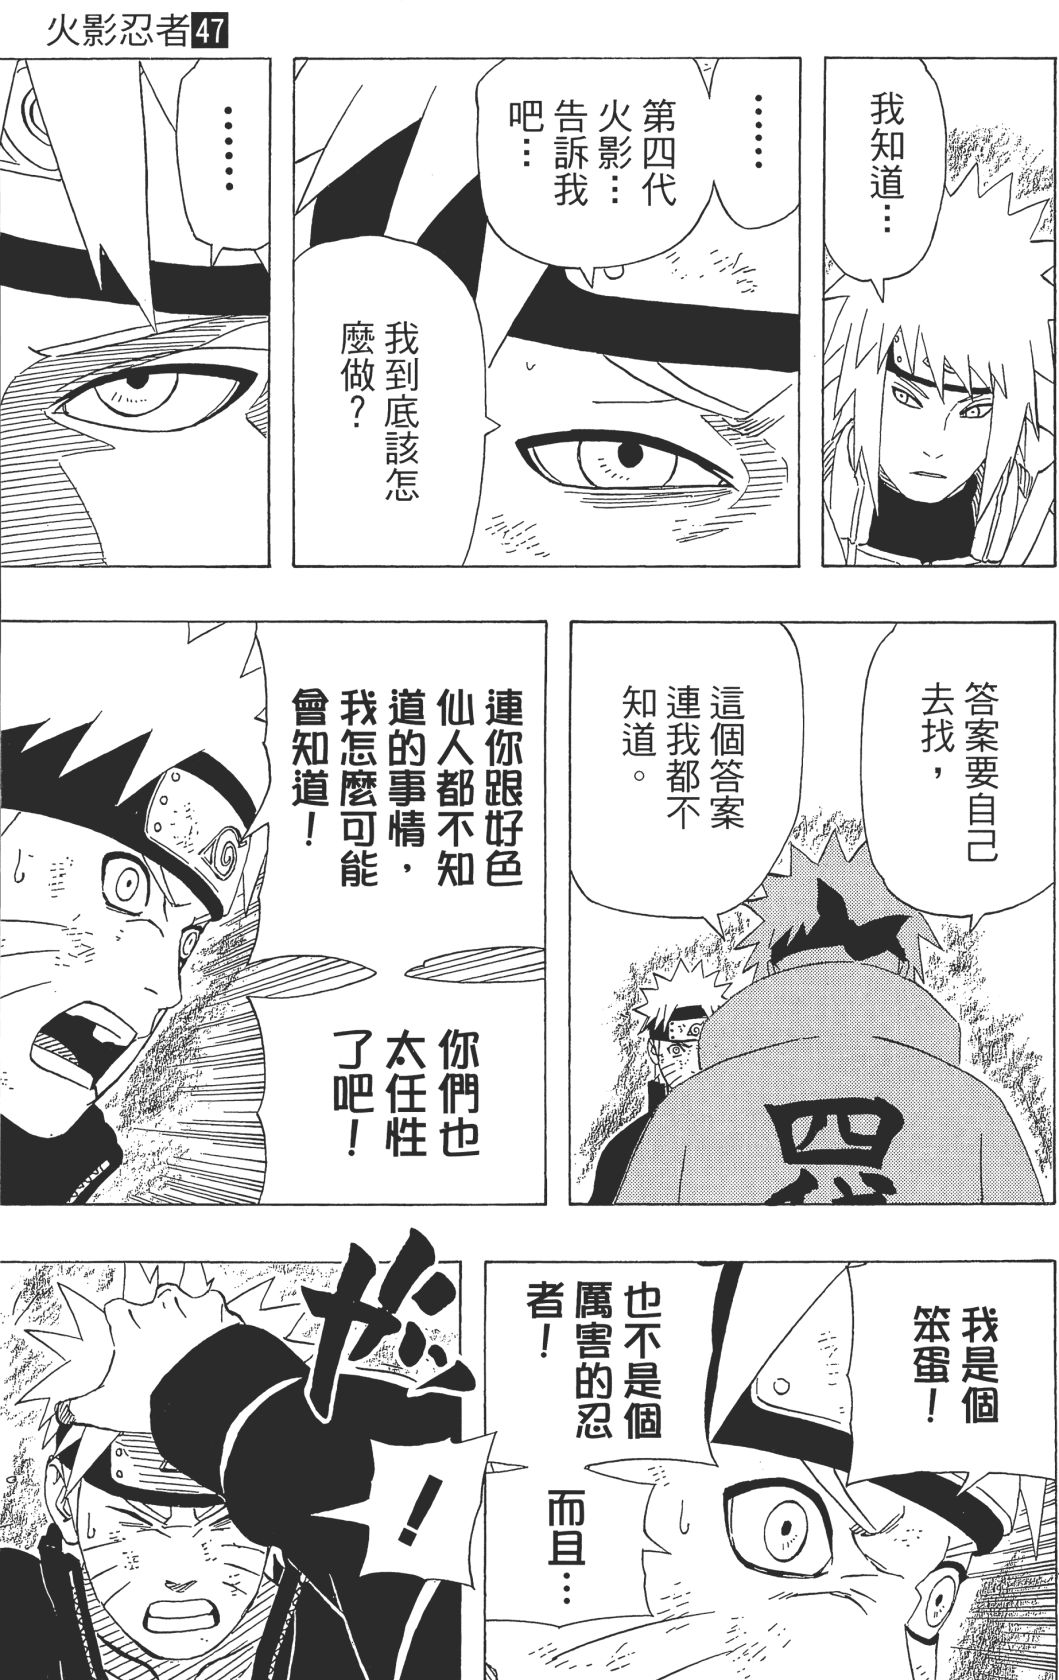 火影忍者47
我知道…
……
第四代
火影…
告訴我
吧…
我到底該怎
麼做?
……
答案要自己
去找，
這個答案
連我都不
知道。
連你跟好色
仙人都不知
道的事情，
我怎麼可能
會知道！
你們也
太任性
了吧！
四代
我是個
笨蛋！
也不是個
厲害的忍
者！
而且…
ガッ
！